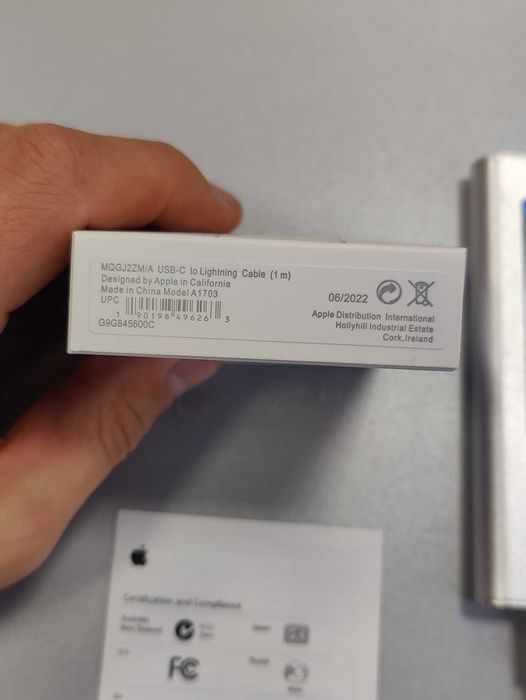 MQGJ2ZM/A USB-C to Lightning Cable (1 m)
Designed by Apple in California
Made in China Model A1703
UPC
1 90198 49626 3
G9G845600C
06/2022
Apple Distribution International
Hollyhill Industrial Estate
Cork,Ireland
Certification and Compliance
Australia
New Zealand
Japan
FC
Russia